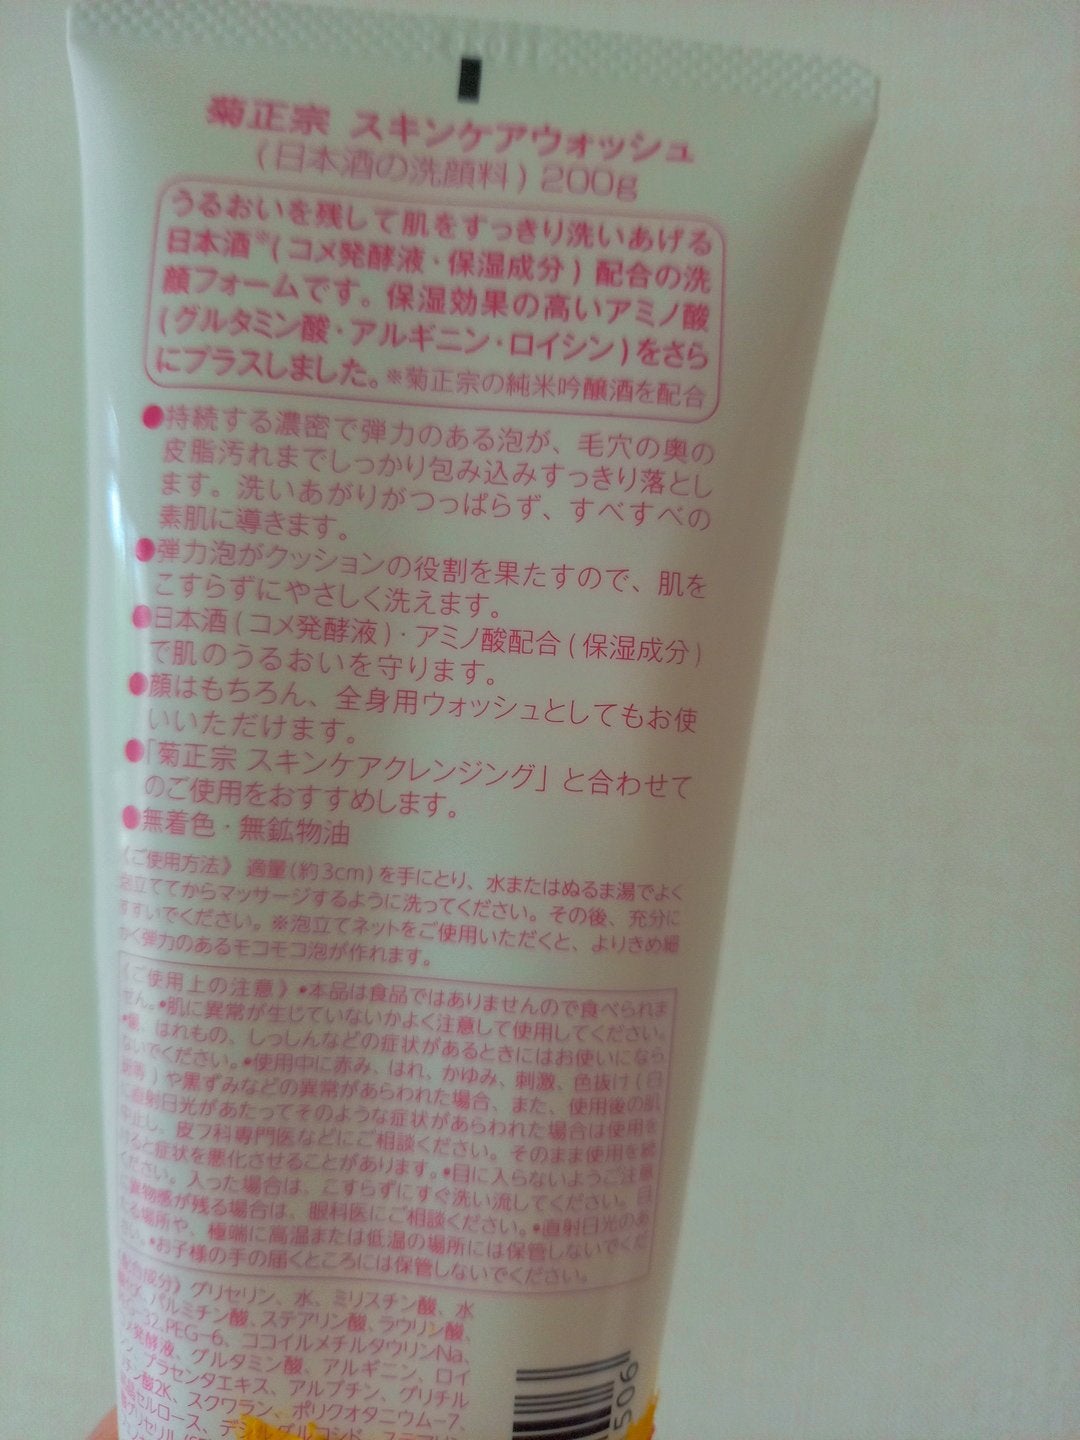 菊正宗 スキンケアウォッシュ
(日本酒の洗顔料) 200g
うるおいを残して肌をすっきり洗いあげる
日本酒※(コメ発酵液・保湿成分) 配合の洗
顔フォームです。保湿効果の高いアミノ酸
(グルタミン酸・アルギニン・ロイシン)をさら
にプラスしました。※菊正宗の純米吟醸酒を配合
●持続する濃密で弾力のある泡が、毛穴の奥の
皮脂汚れまでしっかり包み込みすっきり落とし
ます。洗いあがりがつっぱらず、すべすべの
素肌に導きます。
●弾力泡がクッションの役割を果たすので、肌を
こすらずにやさしく洗えます。
●日本酒(コメ発酵液)・アミノ酸配合(保湿成分)
で肌のうるおいを守ります。
●顔はもちろん、全身用ウォッシュとしてもお使
いいただけます。
●「菊正宗 スキンケアクレンジング」と合わせて
のご使用をおすすめします。
●無着色・無鉱物油
《ご使用方法》 適量(約3cm)を手にとり、水またはぬるま湯でよく
泡立ててからマッサージするように洗ってください。その後、充分に
すすいでください。※泡立てネットをご使用いただくと、よりきめ細
かく弾力のあるモコモコ泡が作れます。
《ご使用上の注意》•本品は食品ではありませんので食べられま
せん。•肌に異常が生じていないかよく注意して使用してください。
•傷、はれもの、しっしんなどの症状があるときにはお使いになら
ないでください。•使用中に赤み、はれ、かゆみ、刺激、色抜け(白
斑等)や黒ずみなどの異常があらわれた場合、また、使用後の肌
に直射日光があたってそのような症状があらわれた場合は使用を
中止し、皮フ科専門医などにご相談ください。そのまま使用を続
けると症状を悪化させることがあります。•目に入らないようご注意
ください。入った場合は、こすらずにすぐ洗い流してください。目
に異物感が残る場合は、眼科医にご相談ください。•直射日光のあ
たる場所や、極端に高温または低温の場所には保管しないでくだ
さい。•お子様の手の届くところには保管しないでください。
配合成分》グリセリン、水、ミリスチン酸、水
パルミチン酸、ステアリン酸、ラウリン酸、
-32、PEG-6、ココイルメチルタウリンNa、
発酵液、グルタミン酸、アルギニン、ロイ
プラセンタエキス、アルブチン、グリチル
チン酸2K、スクワラン、ポリクオタニウム-7、
セルロース、デシルグルコシド、ステアリ
グリセリル
506